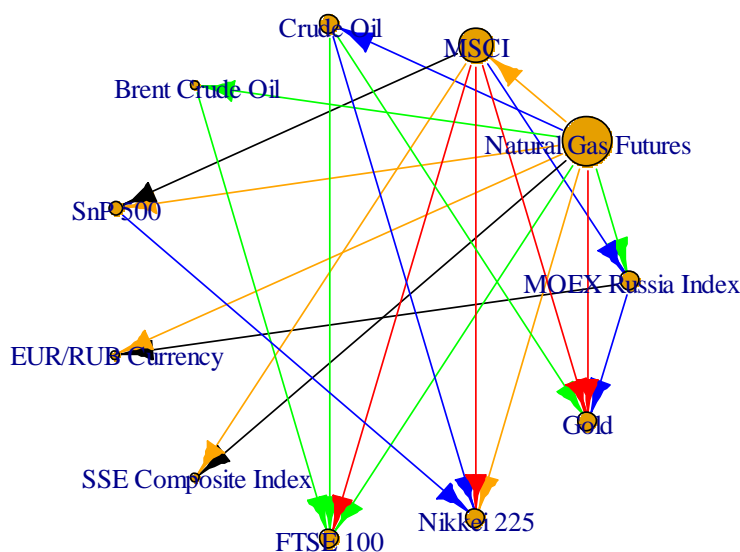 Crude Oil
MSCI
Brent Crude Oil
Natural Gas Futures
SnP 500
MOEX Russia Index
EUR/RUB Currency
Gold
SSE Composite Index
Nikkei 225
FTSE 100